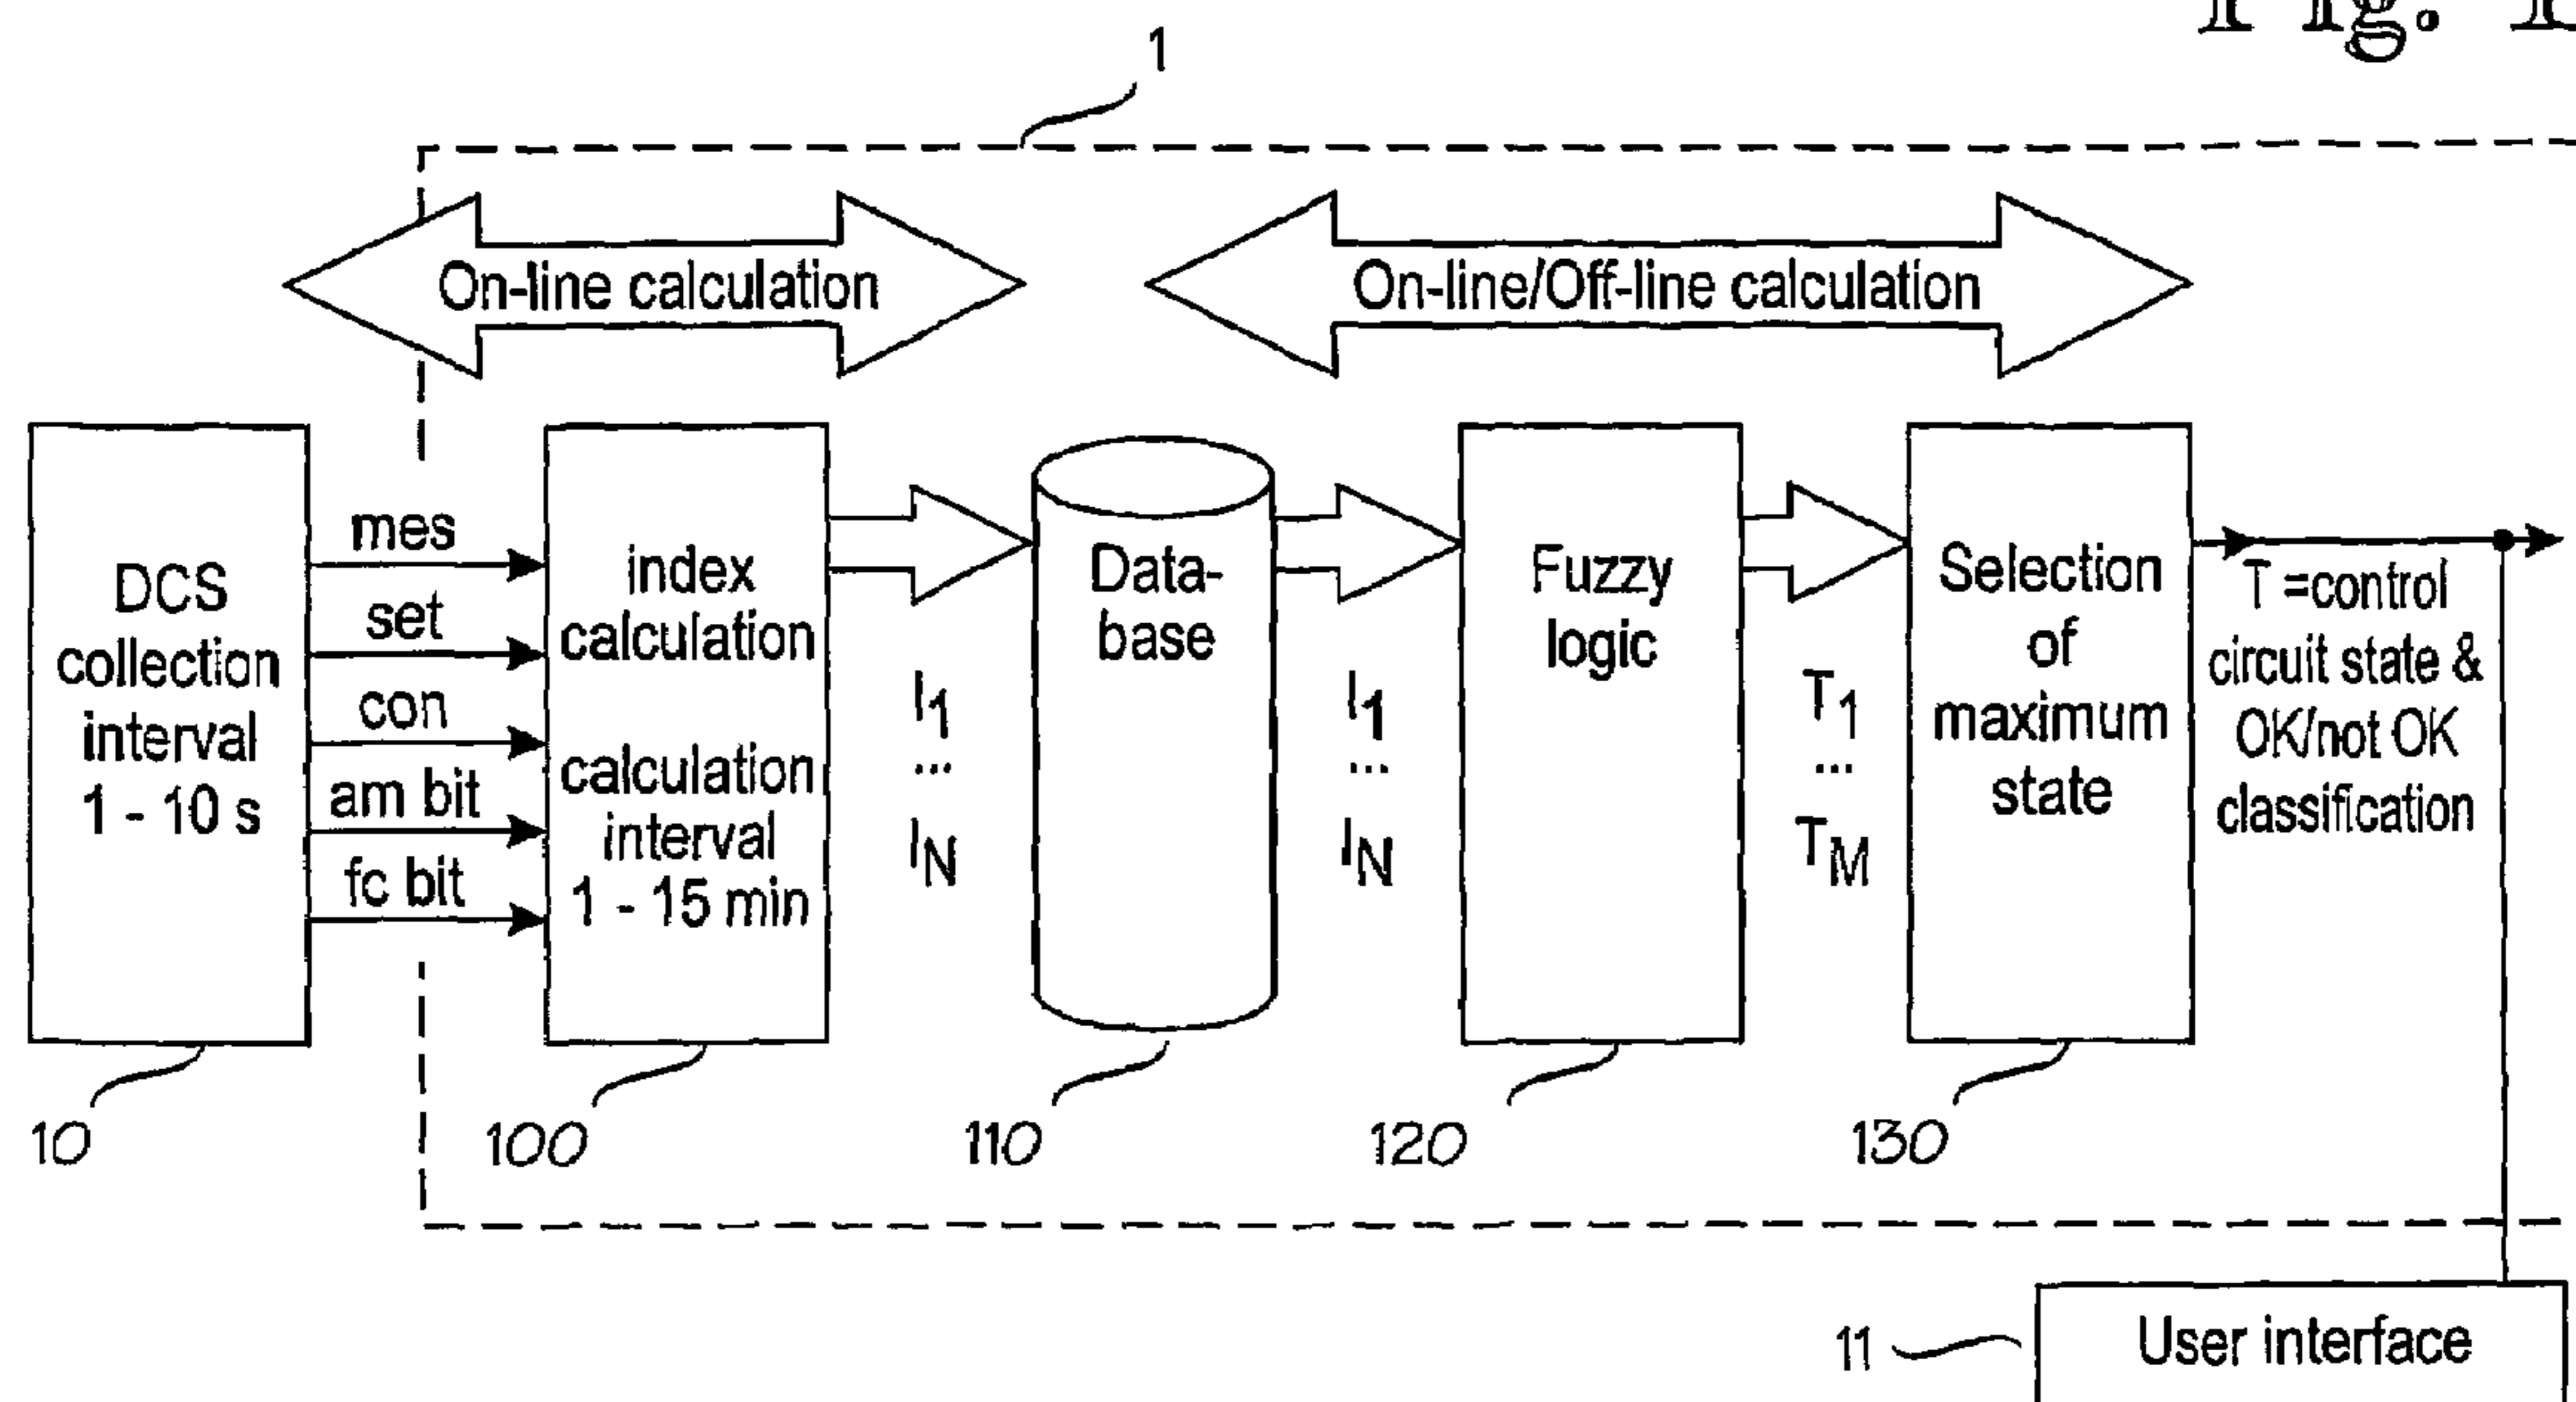 Fig.
1
On-line calculation
On-line/Off-line calculation
DCS
collection
interval
1 - 10 s
mes
set
con
am bit
fc bit
index
calculation
calculation
interval
1 - 15 min
I1
...
IN
Data-
base
I1
...
IN
Fuzzy
logic
T1
...
TM
Selection
of
maximum
state
T =control
circuit state &
OK/not OK
classification
10
100
110
120
130
11
User interface